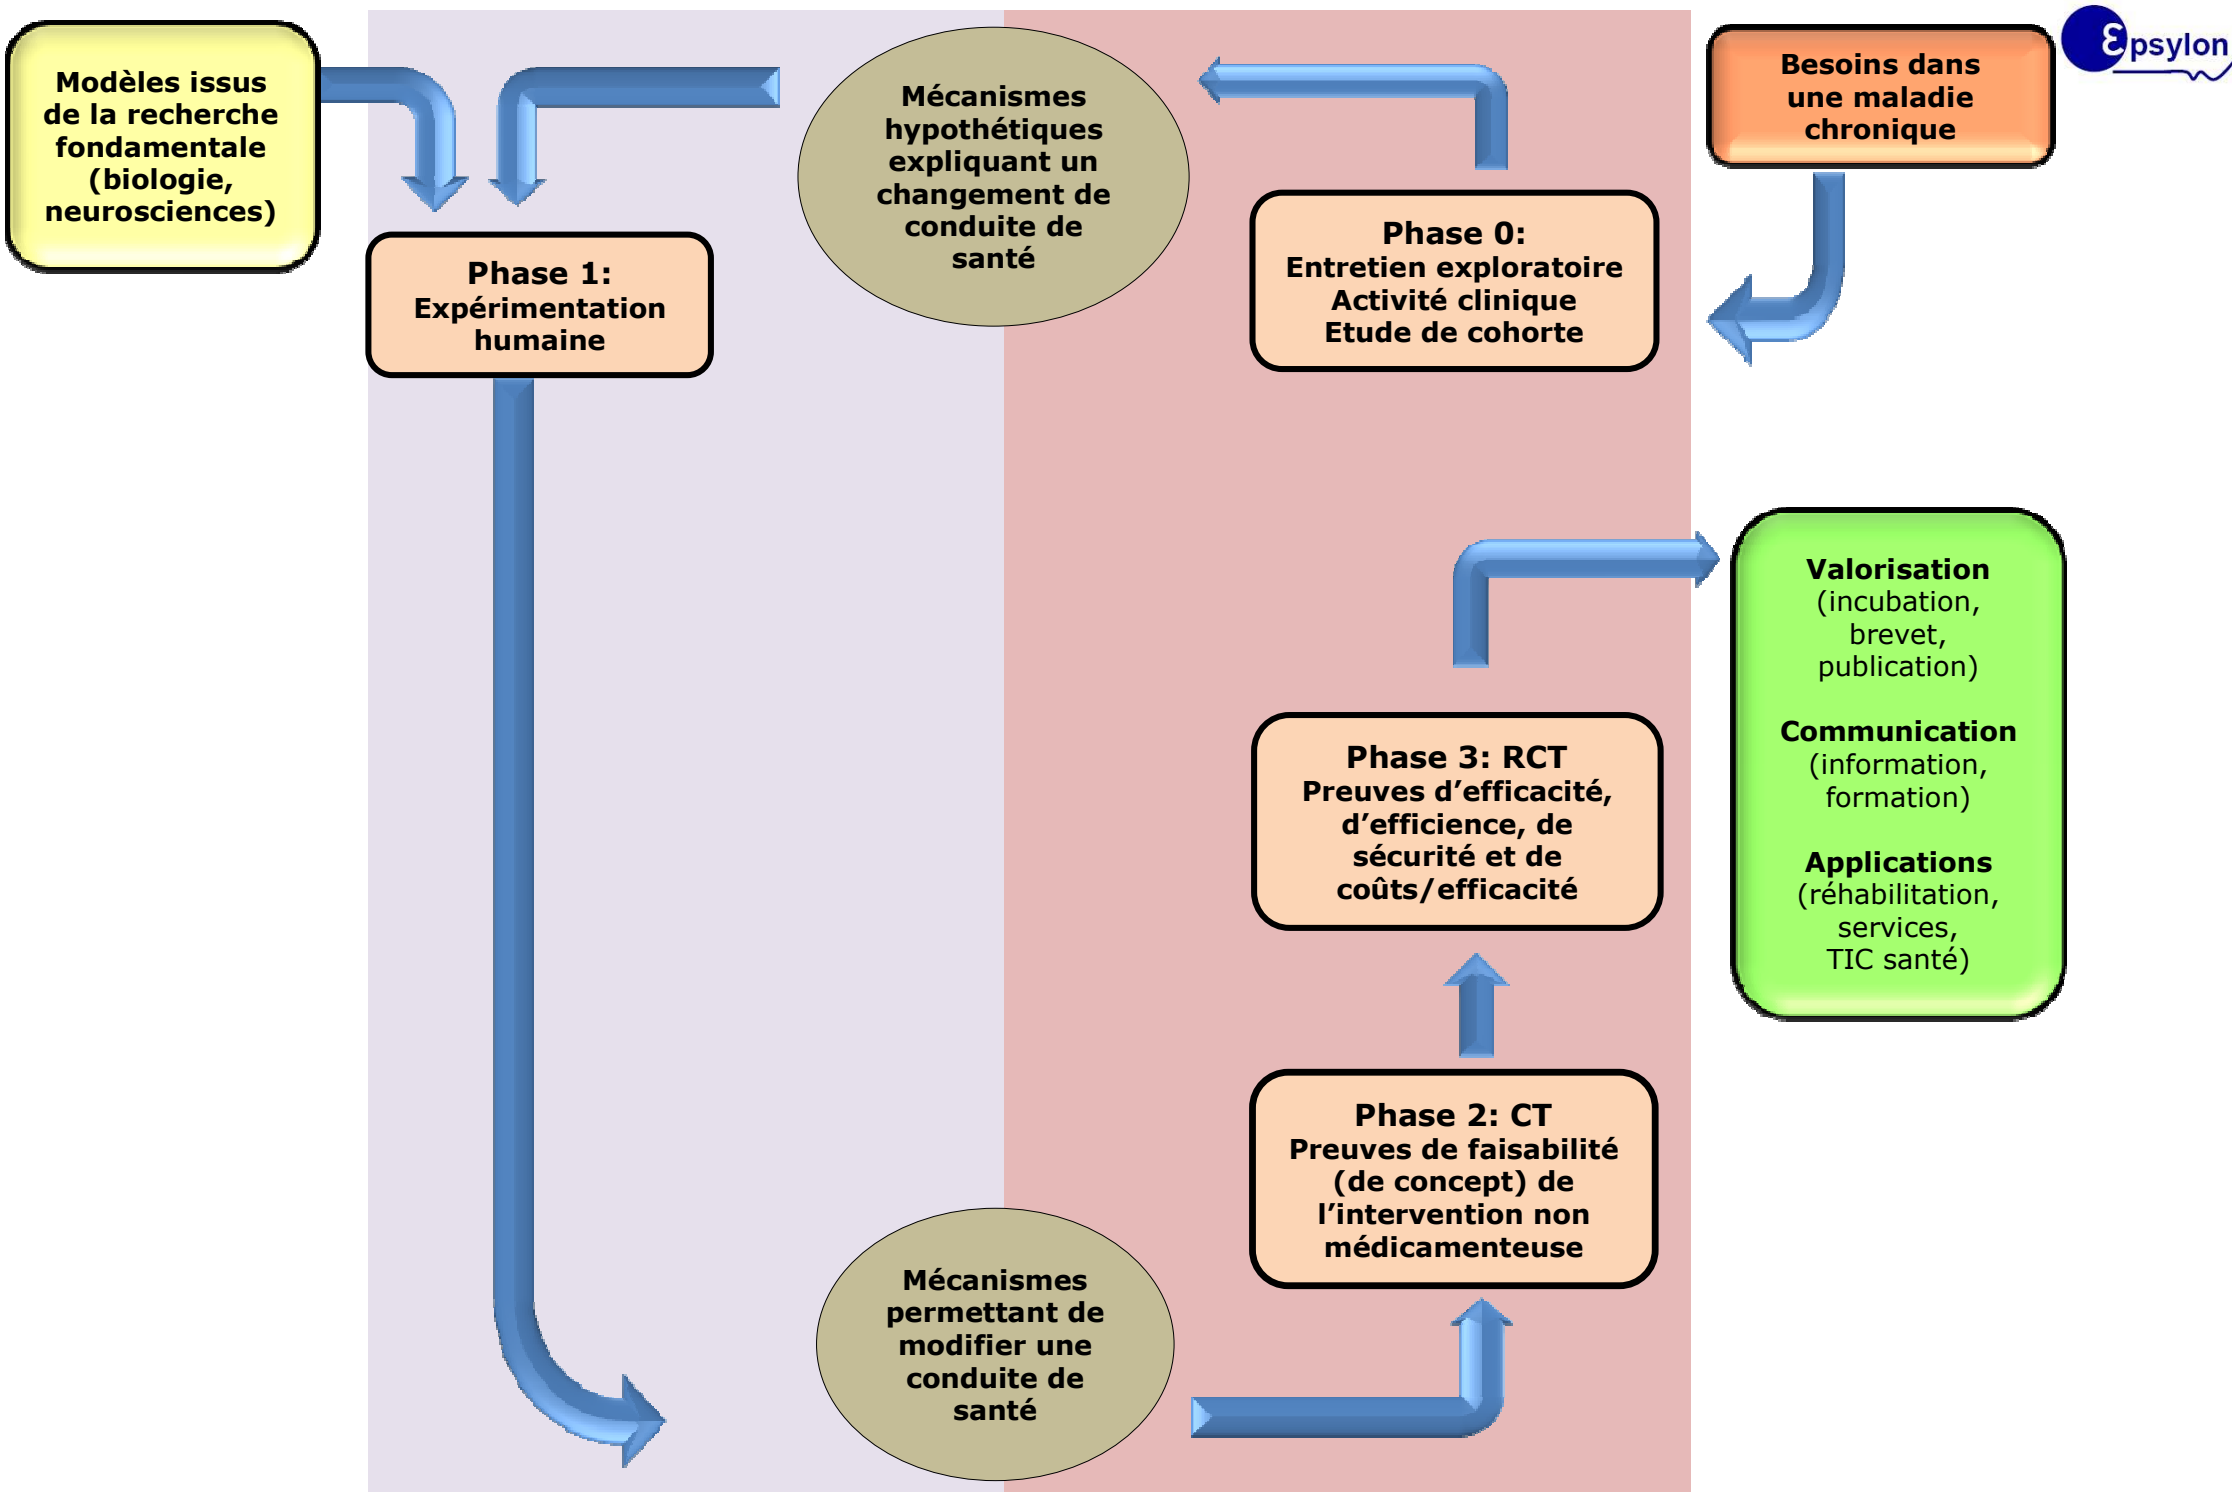 Modèles issus
de la recherche
fondamentale
(biologie,
neurosciences)
Mécanismes
hypothétiques
expliquant un
changement de
conduite de
santé
Besoins dans
une maladie
chronique
εpsylon
Phase 1:
Expérimentation
humaine
Phase 0:
Entretien exploratoire
Activité clinique
Etude de cohorte
Valorisation
(incubation,
brevet,
publication)
Communication
(information,
formation)
Applications
(réhabilitation,
services,
TIC santé)
Phase 3: RCT
Preuves d’efficacité,
d’efficience, de
sécurité et de
coûts/efficacité
Phase 2: CT
Preuves de faisabilité
(de concept) de
l’intervention non
médicamenteuse
Mécanismes
permettant de
modifier une
conduite de
santé